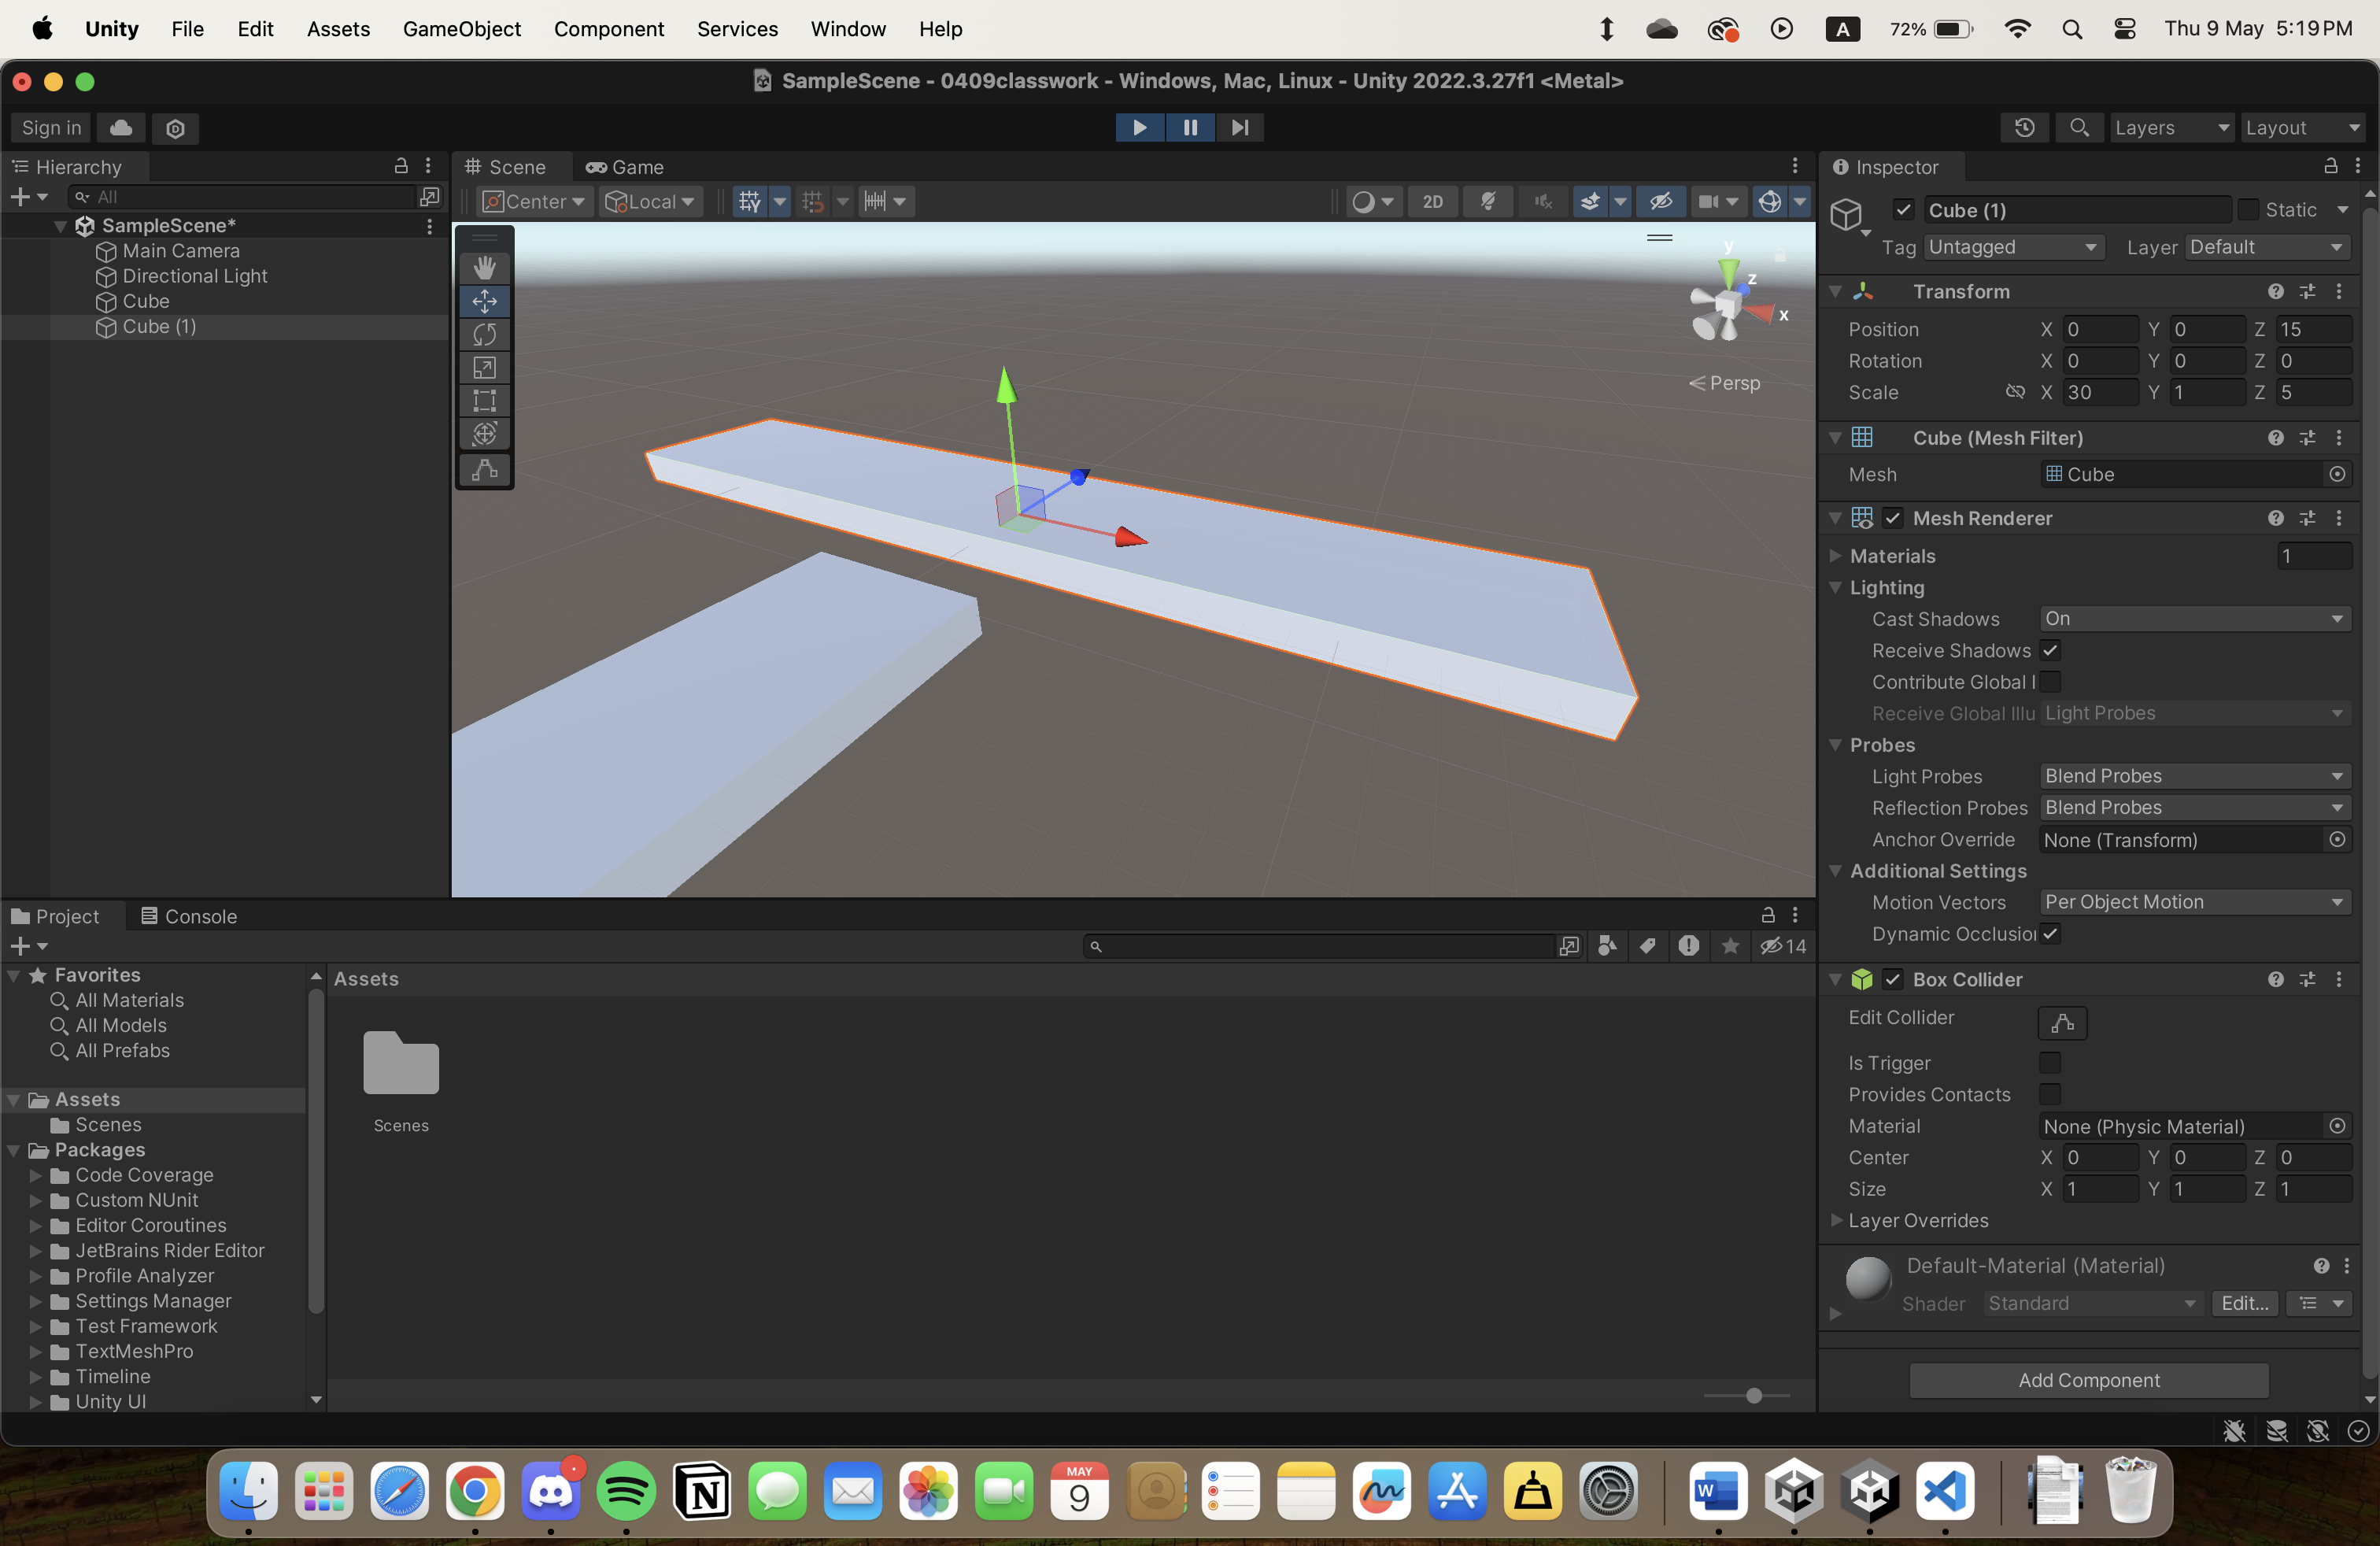 Unity File Edit Assets GameObject Component Services Window Help A 72% Thu 9 May 5:19 PM
SampleScene - 0409classwork - Windows, Mac, Linux - Unity 2022.3.27f1 <Metal>
Sign in Layers Layout
Hierarchy
All
SampleScene*
Main Camera
Directional Light
Cube
Cube (1)
Scene Game
Center Local 2D
y
z
x
Persp
Inspector
Cube (1) Static
Tag Untagged Layer Default
Transform
Position X 0 Y 0 Z 15
Rotation X 0 Y 0 Z 0
Scale X 30 Y 1 Z 5
Cube (Mesh Filter)
Mesh Cube
Mesh Renderer
Materials 1
Lighting
Cast Shadows On
Receive Shadows
Contribute Global I
Receive Global Illu Light Probes
Probes
Light Probes Blend Probes
Reflection Probes Blend Probes
Anchor Override None (Transform)
Additional Settings
Motion Vectors Per Object Motion
Dynamic Occlusion
Box Collider
Edit Collider
Is Trigger
Provides Contacts
Material None (Physic Material)
Center X 0 Y 0 Z 0
Size X 1 Y 1 Z 1
Layer Overrides
Default-Material (Material)
Shader Standard Edit...
Add Component
Project Console
14
Favorites
All Materials
All Models
All Prefabs
Assets
Scenes
Packages
Code Coverage
Custom NUnit
Editor Coroutines
JetBrains Rider Editor
Profile Analyzer
Settings Manager
Test Framework
TextMeshPro
Timeline
Unity UI
Assets
Scenes
MAY
9
W